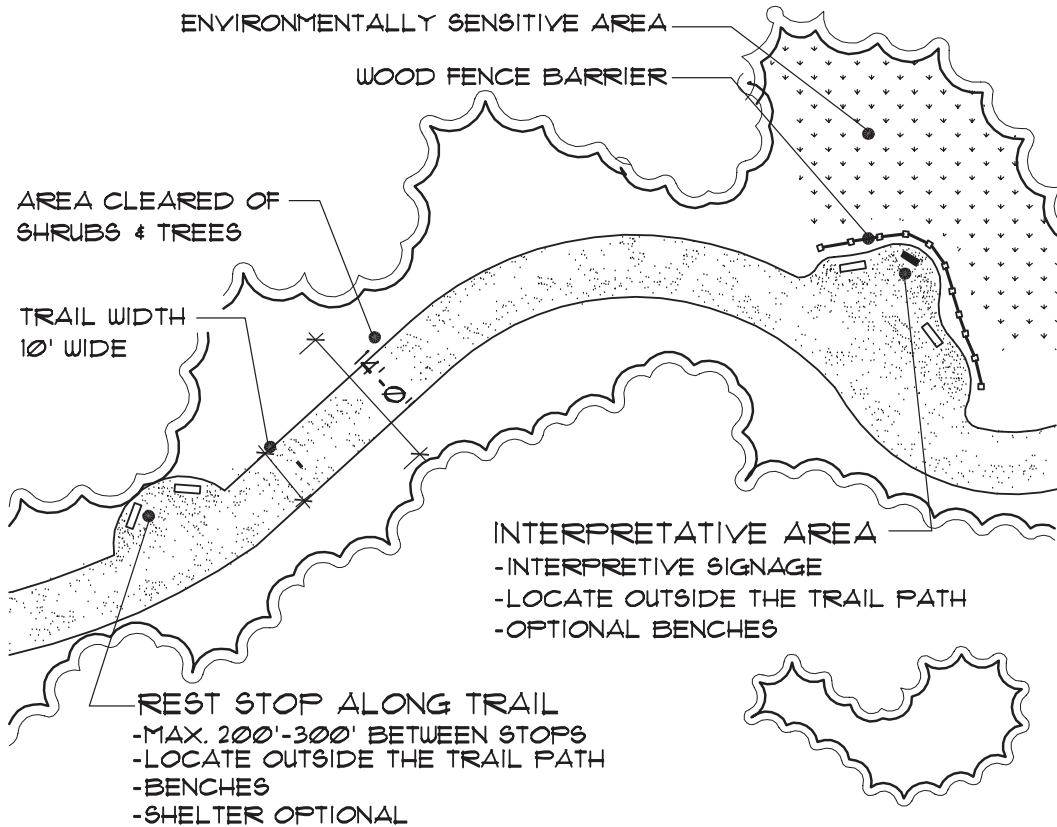 ENVIRONMENTALLY SENSITIVE AREA
WOOD FENCE BARRIER
AREA CLEARED OF
SHRUBS & TREES
TRAIL WIDTH
10' WIDE
INTERPRETATIVE AREA
-INTERPRETIVE SIGNAGE
-LOCATE OUTSIDE THE TRAIL PATH
-OPTIONAL BENCHES
REST STOP ALONG TRAIL
-MAX. 200'-300' BETWEEN STOPS
-LOCATE OUTSIDE THE TRAIL PATH
-BENCHES
-SHELTER OPTIONAL